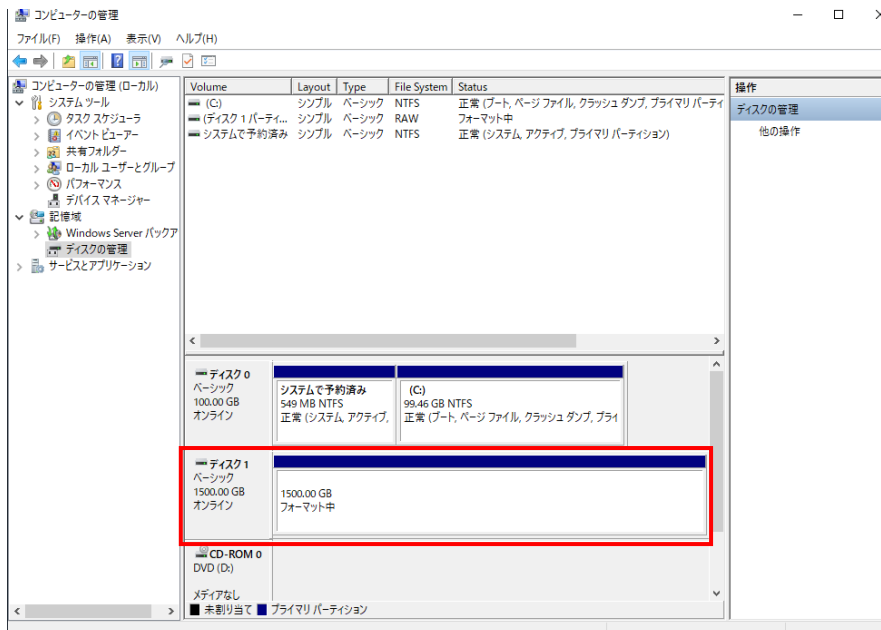 コンピューターの管理
ファイル(F) 操作(A) 表示(V) ヘルプ(H)
コンピューターの管理 (ローカル)
システム ツール
タスク スケジューラ
イベント ビューアー
共有フォルダー
ローカル ユーザーとグループ
パフォーマンス
デバイス マネージャー
記憶域
Windows Server バックア
ディスクの管理
サービスとアプリケーション
Volume Layout Type File System Status
(C:) シンプル ベーシック NTFS 正常 (ブート, ページ ファイル, クラッシュ ダンプ, プライマリ パーティ
(ディスク 1 パーティ... シンプル ベーシック RAW フォーマット中
システムで予約済み シンプル ベーシック NTFS 正常 (システム, アクティブ, プライマリ パーティション)
操作
ディスクの管理
他の操作
ディスク 0
ベーシック
100.00 GB
オンライン
システムで予約済み
549 MB NTFS
正常 (システム, アクティブ,
(C:)
99.46 GB NTFS
正常 (ブート, ページ ファイル, クラッシュ ダンプ, プライ
ディスク 1
ベーシック
1500.00 GB
オンライン
1500.00 GB
フォーマット中
CD-ROM 0
DVD (D:)
メディアなし
未割り当て プライマリ パーティション